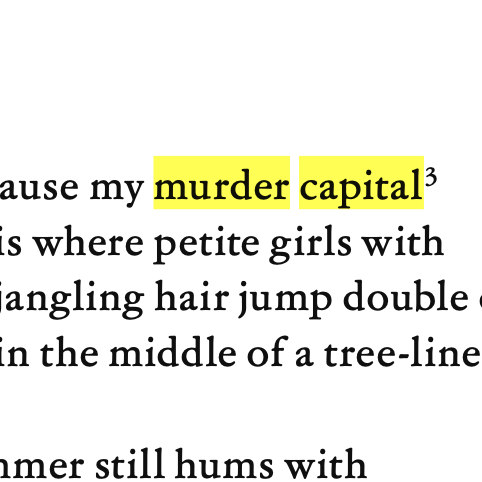 ause my murder capital³
is where petite girls with
jangling hair jump double
in the middle of a tree-line
mmer still hums with